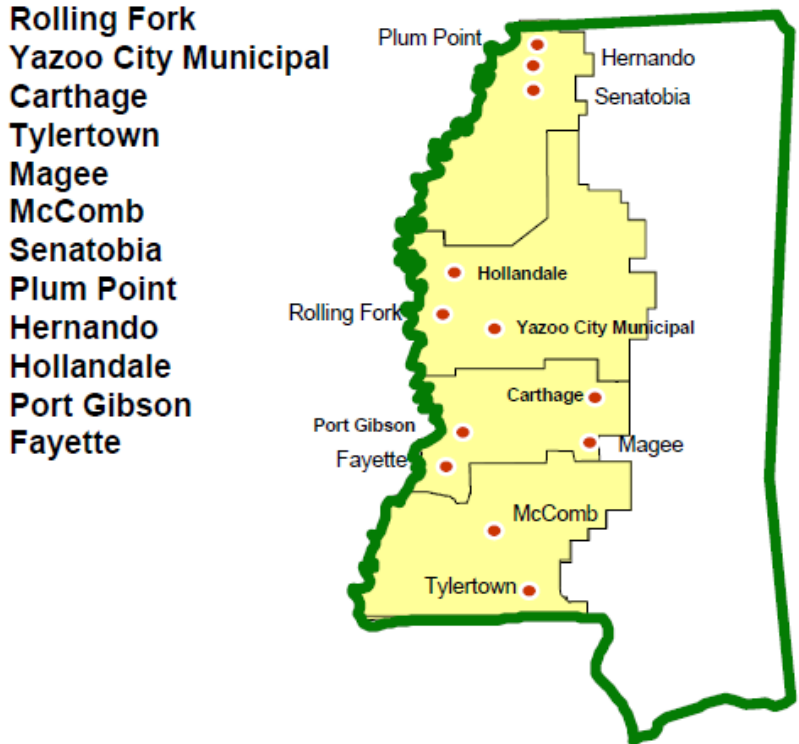 Rolling Fork
Yazoo City Municipal
Carthage
Tylertown
Magee
McComb
Senatobia
Plum Point
Hernando
Hollandale
Port Gibson
Fayette
Plum Point
Hernando
Senatobia
Hollandale
Rolling Fork
Yazoo City Municipal
Carthage
Port Gibson
Magee
Fayette
McComb
Tylertown